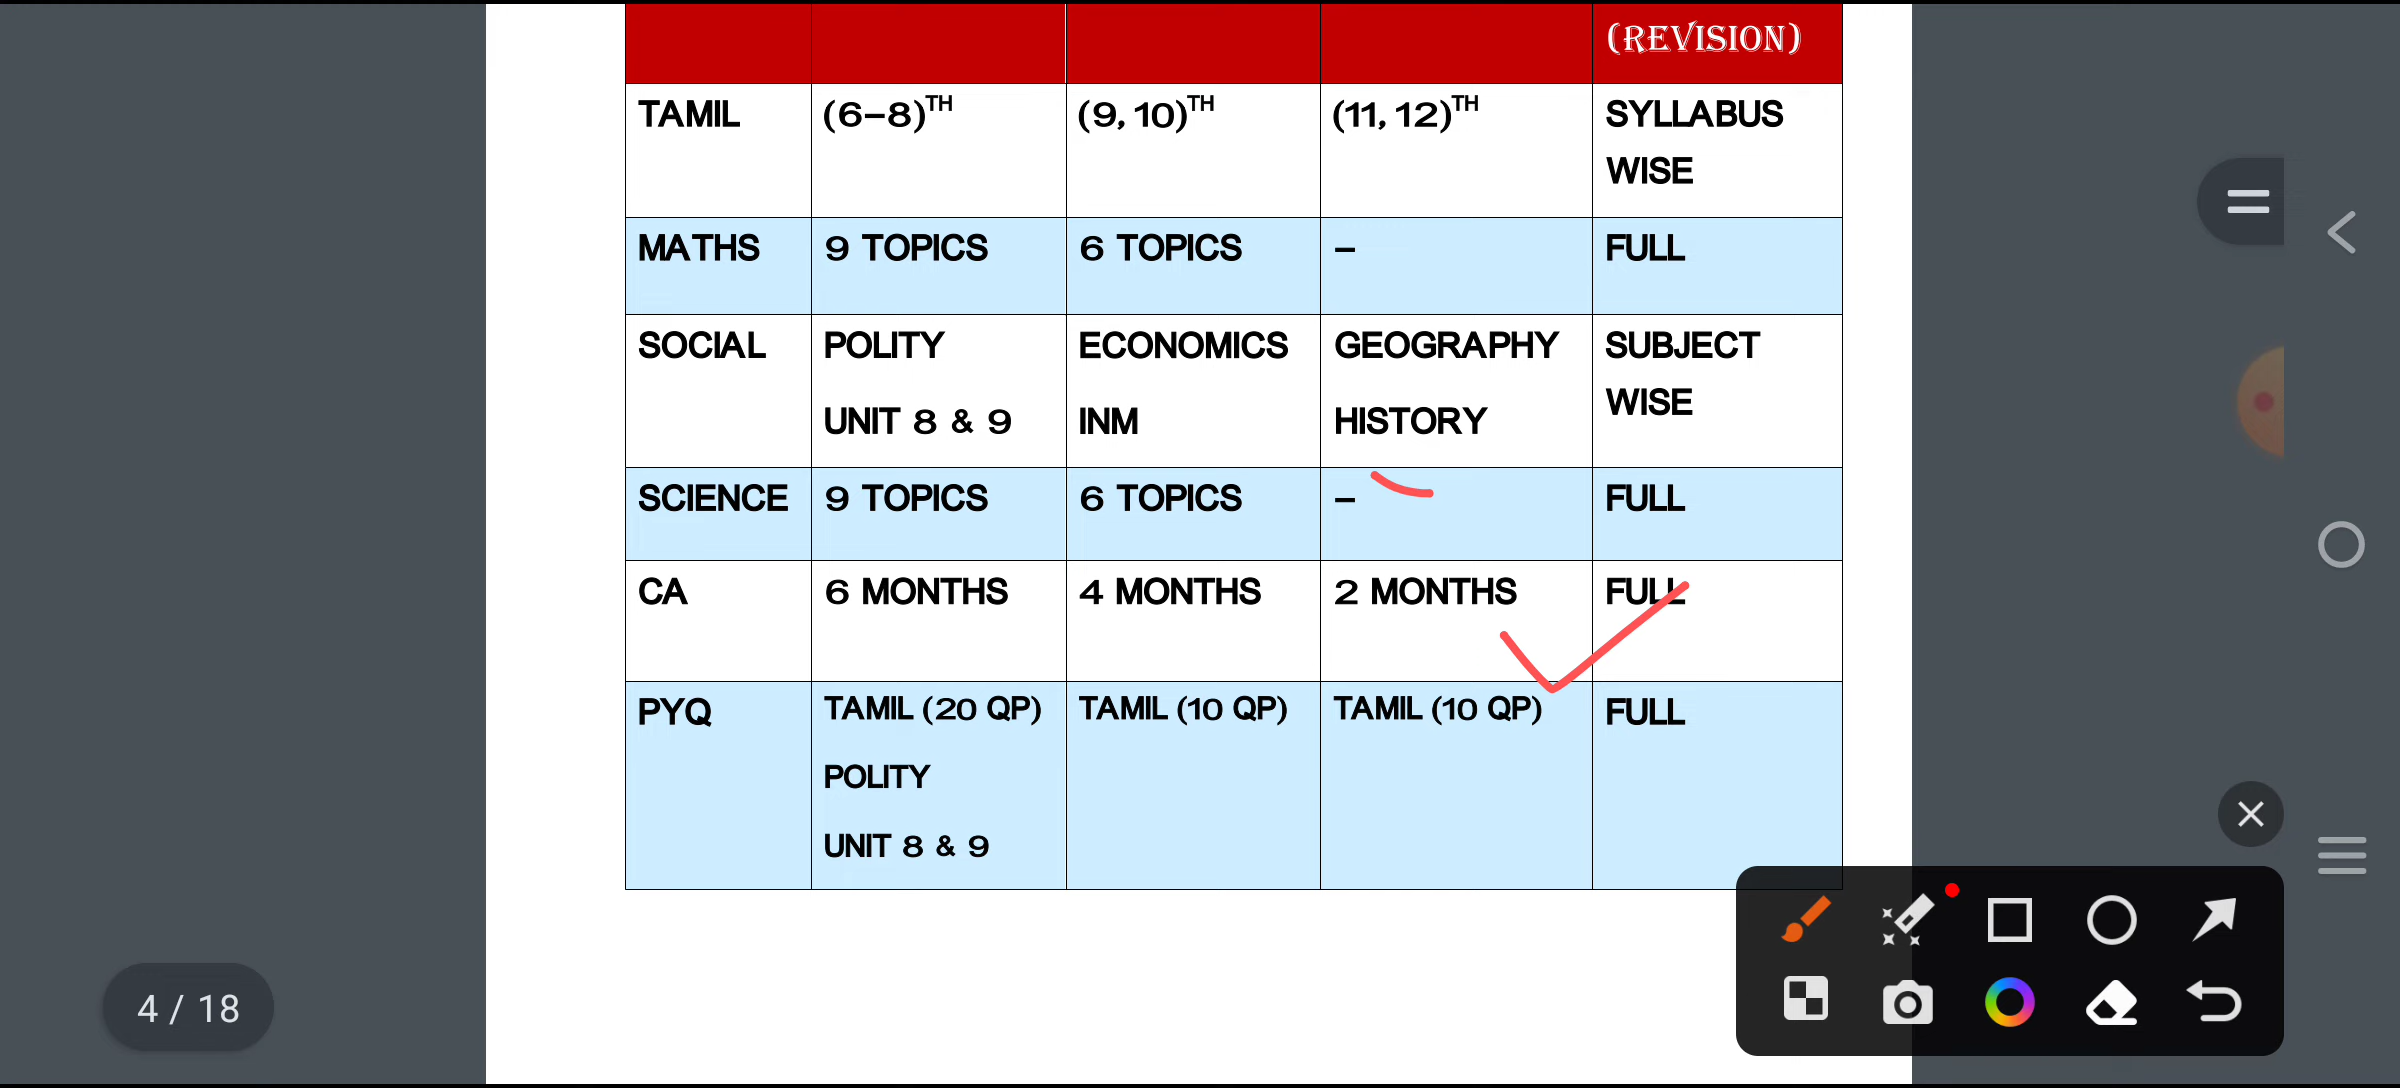 (REVISION)
TAMIL (6–8)TH (9, 10)TH (11, 12)TH SYLLABUS
WISE
MATHS 9 TOPICS 6 TOPICS – FULL
SOCIAL POLITY ECONOMICS GEOGRAPHY SUBJECT
WISE
UNIT 8 & 9 INM HISTORY
SCIENCE 9 TOPICS 6 TOPICS – FULL
CA 6 MONTHS 4 MONTHS 2 MONTHS FULL
PYQ TAMIL (20 QP) TAMIL (10 QP) TAMIL (10 QP) FULL
POLITY
UNIT 8 & 9
4 / 18